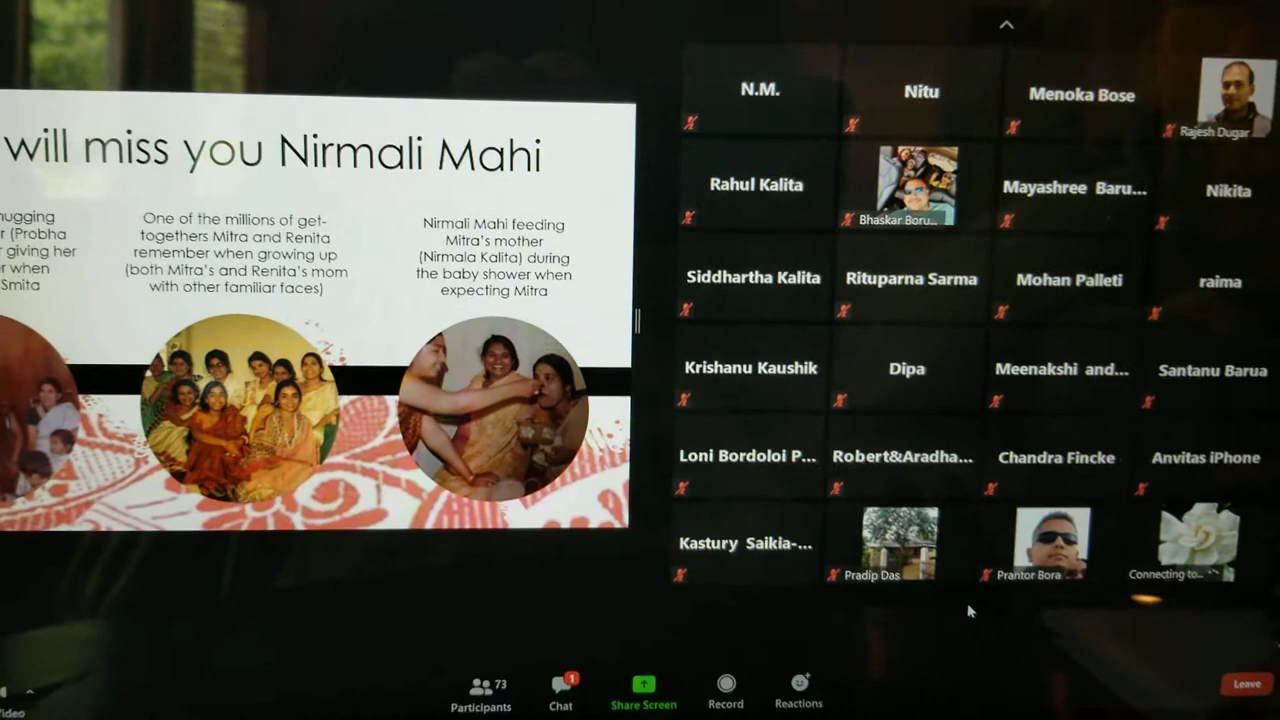 will miss you Nirmali Mahi
r (Probha
r giving her
r when
Smita
One of the millions of get-
togethers Mitra and Renita
remember when growing up
(both Mitra's and Renita's mom
with other familiar faces)
Nirmali Mahi feeding
Mitra's mother
(Nirmala Kalita) during
the baby shower when
expecting Mitra
N.M.
Nitu
Menoka Bose
Rajesh Dugar
Rahul Kalita
Bhaskar Boru...
Mayashree Baru...
Nikita
Siddhartha Kalita
Rituparna Sarma
Mohan Palleti
raima
Krishanu Kaushik
Dipa
Meenakshi and...
Santanu Barua
Loni Bordoloi P...
Robert&Aradha...
Chandra Fincke
Anvitas iPhone
Kastury Saikia-...
Pradip Das
Prantor Bora
Connecting to...
Video
73
Participants
1
Chat
Share Screen
Record
Reactions
Leave